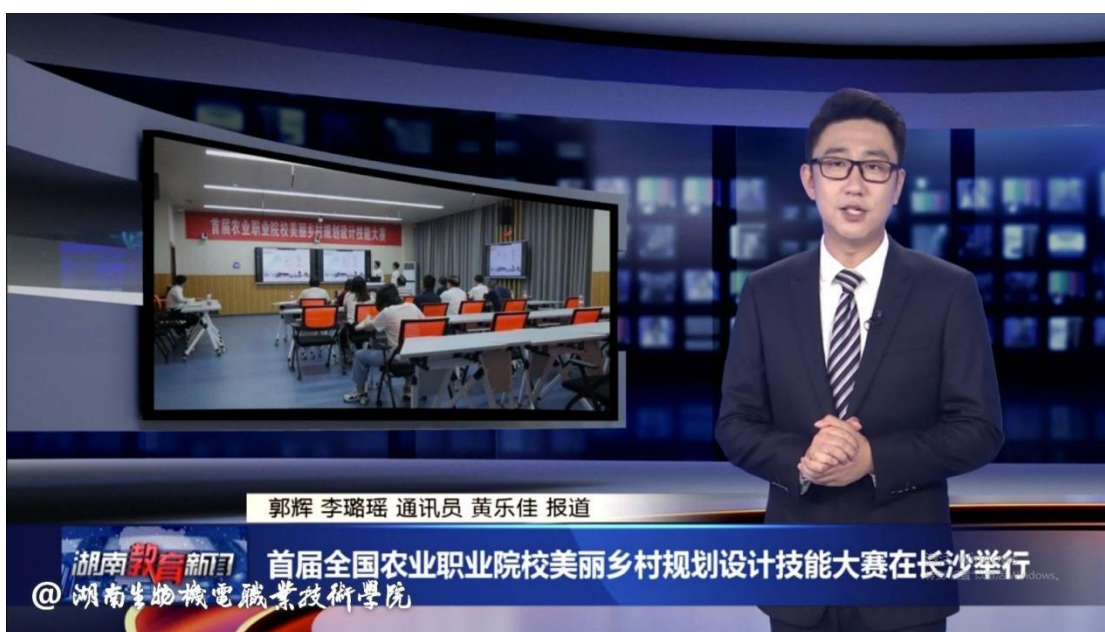 首届农业职业院校美丽乡村规划设计技能大赛
郭辉 李璐瑶 通讯员 黄乐佳 报道
湖南教育新闻
首届全国农业职业院校美丽乡村规划设计技能大赛在长沙举行
@湖南生物機電職業技術學院